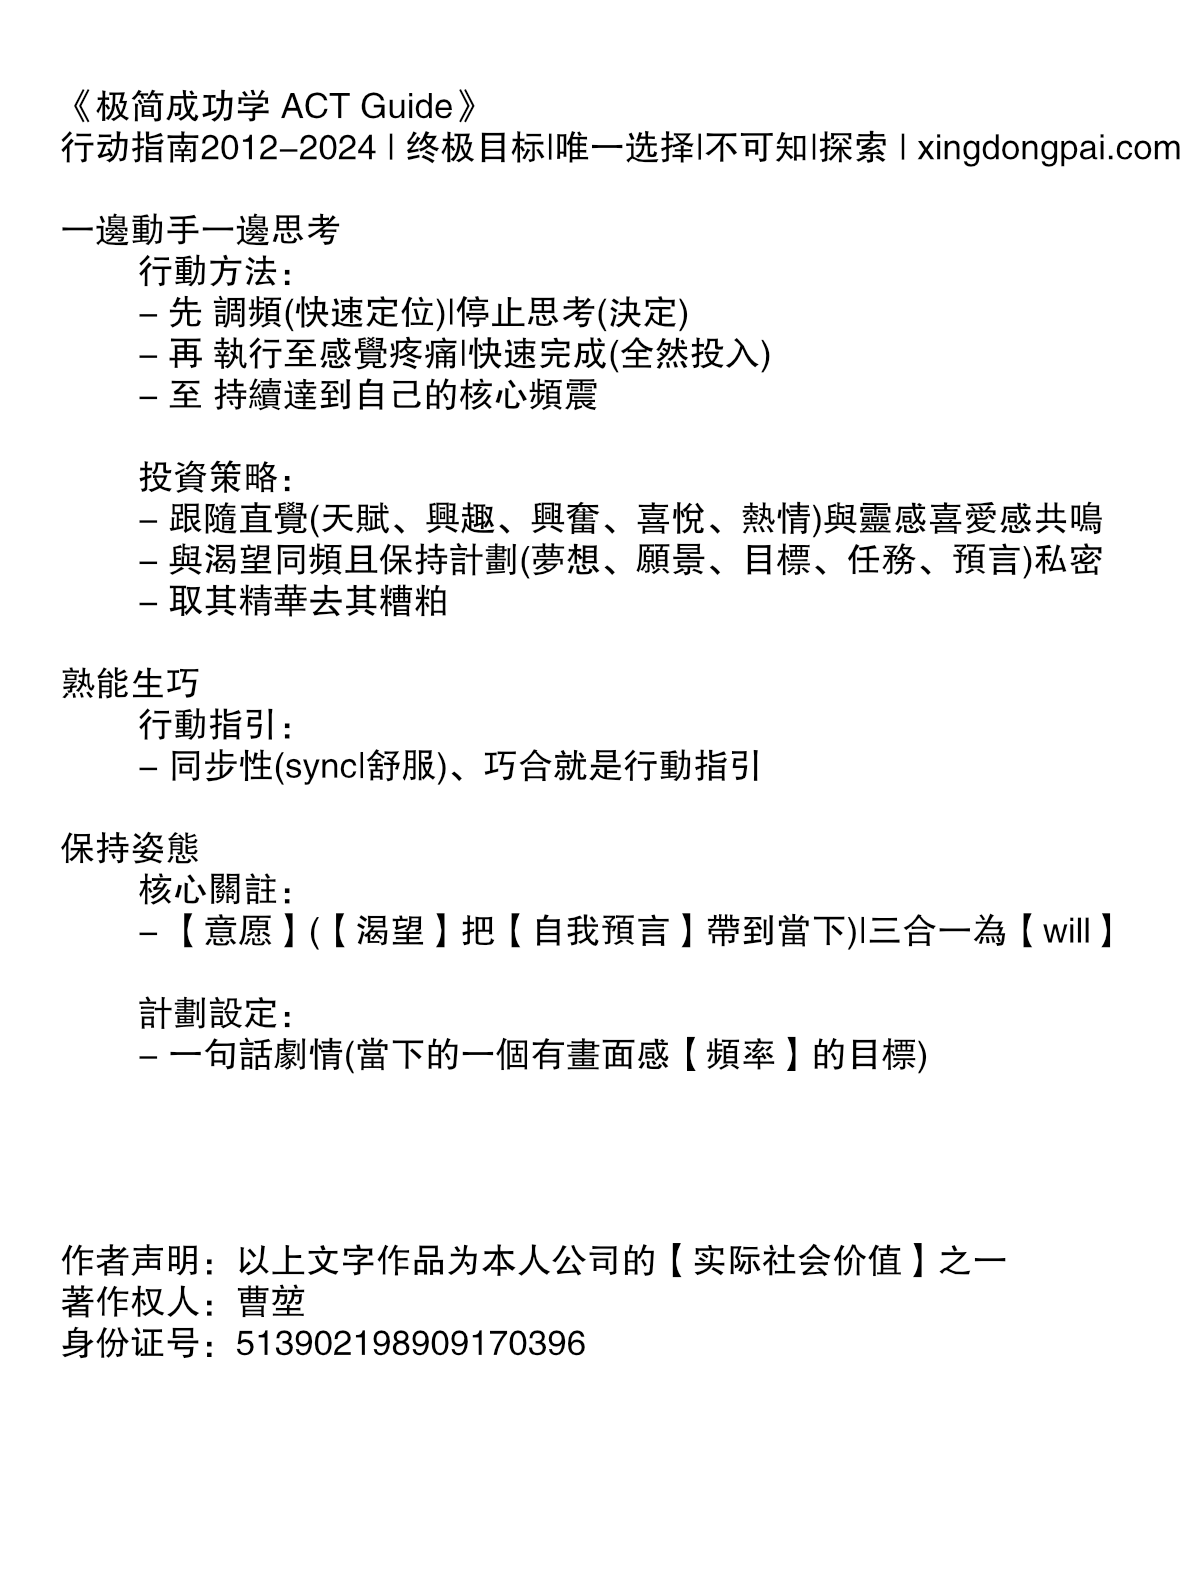 《极简成功学 ACT Guide》
行动指南2012–2024 | 终极目标|唯一选择|不可知|探索 | xingdongpai.com
一邊動手一邊思考
行動方法：
– 先 調頻(快速定位)|停止思考(決定)
– 再 執行至感覺疼痛|快速完成(全然投入)
– 至 持續達到自己的核心頻震
投資策略：
– 跟隨直覺(天賦、興趣、興奮、喜悅、熱情)與靈感喜愛感共鳴
– 與渴望同頻且保持計劃(夢想、願景、目標、任務、預言)私密
– 取其精華去其糟粕
熟能生巧
行動指引：
– 同步性(sync|舒服)、巧合就是行動指引
保持姿態
核心關註：
– 【意愿】(【渴望】把【自我預言】帶到當下)|三合一為【will】
計劃設定：
– 一句話劇情(當下的一個有畫面感【頻率】的目標)
作者声明：以上文字作品为本人公司的【实际社会价值】之一
著作权人：曹堃
身份证号：513902198909170396